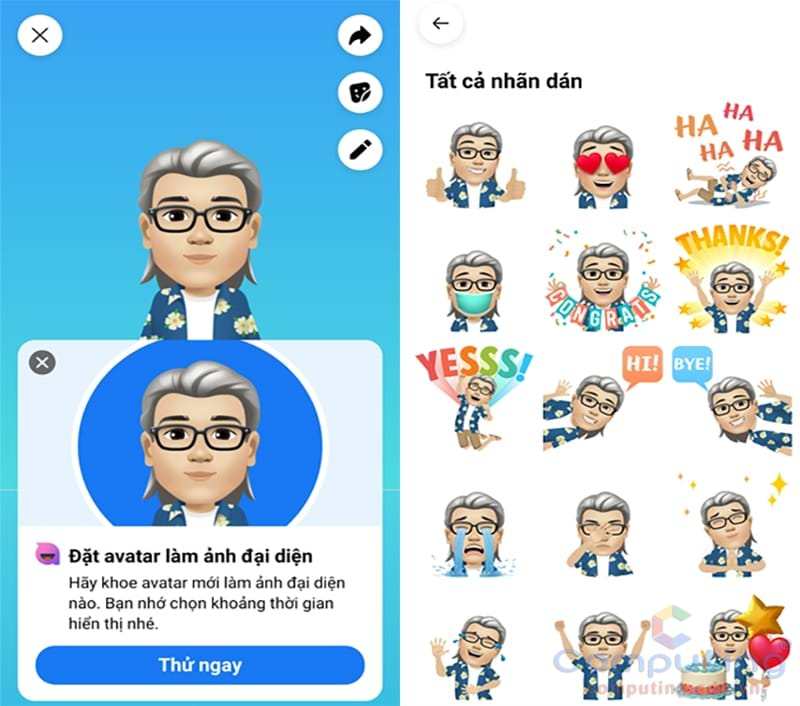 Đặt avatar làm ảnh đại diện
Hãy khoe avatar mới làm ảnh đại diện
nào. Bạn nhớ chọn khoảng thời gian
hiển thị nhé.
Thử ngay
Tất cả nhãn dán
HA HA
HA HA
CONGRATS
THANKS!
YESSS!
HI!
BYE!
Computing